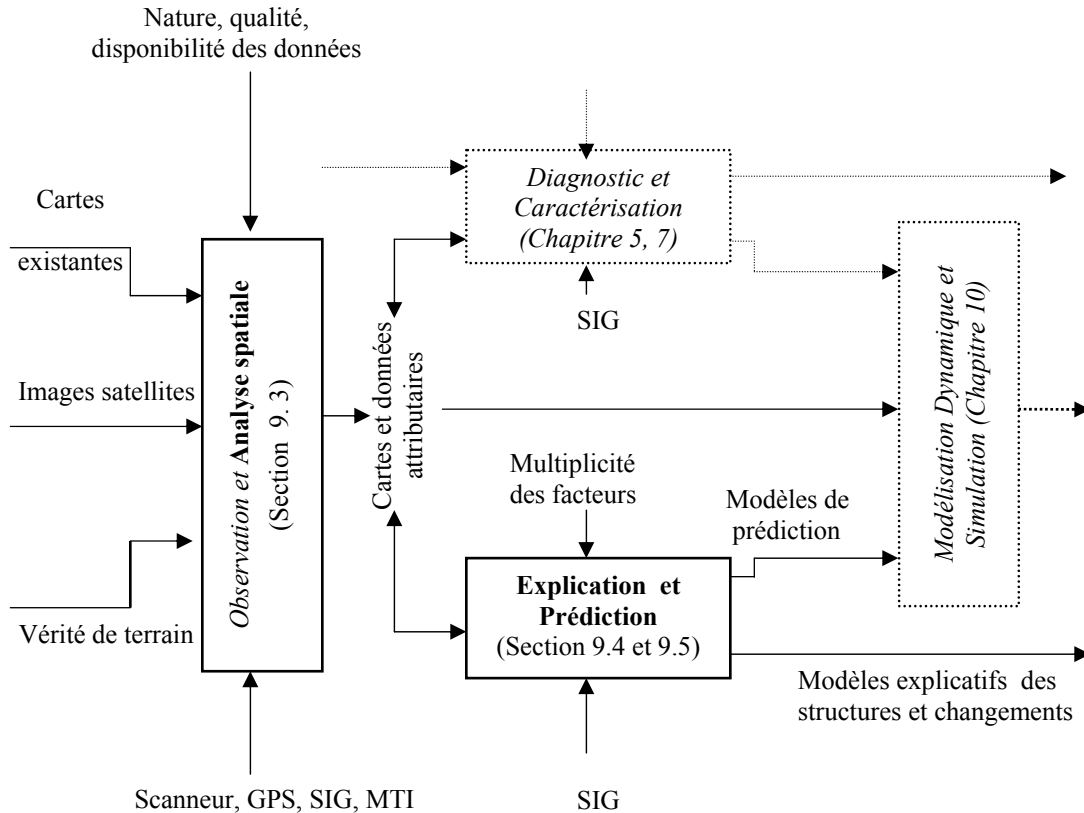 Nature, qualité,
disponibilité des données
Cartes
existantes
Images satellites
Vérité de terrain
Observation et Analyse spatiale
(Section 9. 3)
Scanneur, GPS, SIG, MTI
Cartes et données
attributaires
Diagnostic et
Caractérisation
(Chapitre 5, 7)
SIG
Multiplicité
des facteurs
Explication et
Prédiction
(Section 9.4 et 9.5)
SIG
Modèles de
prédiction
Modèles explicatifs des
structures et changements
Modélisation Dynamique et
Simulation (Chapitre 10)